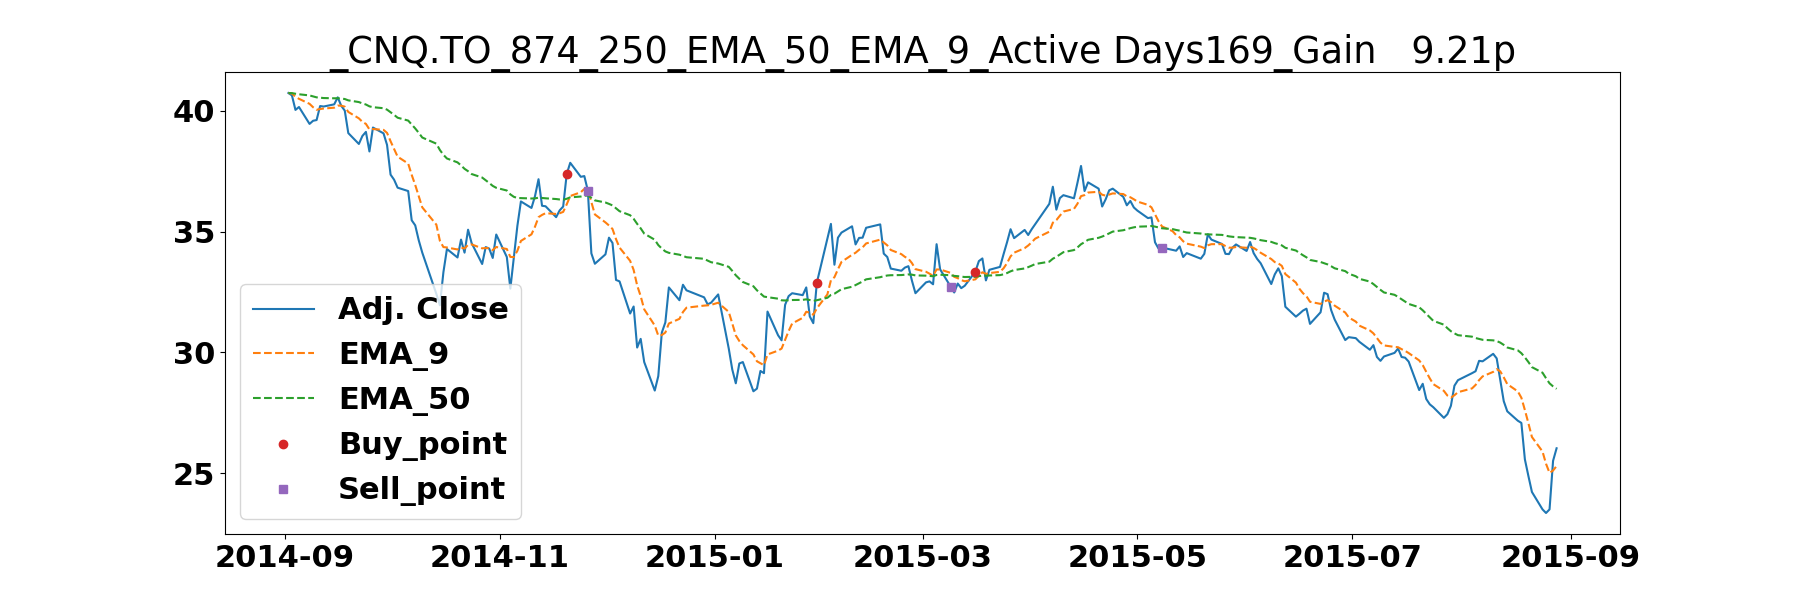 _CNQ.TO_874_250_EMA_50_EMA_9_Active Days169_Gain   9.21p
40
35
30
25
Adj. Close
EMA_9
EMA_50
Buy_point
Sell_point
2014-09 2014-11 2015-01 2015-03 2015-05 2015-07 2015-09